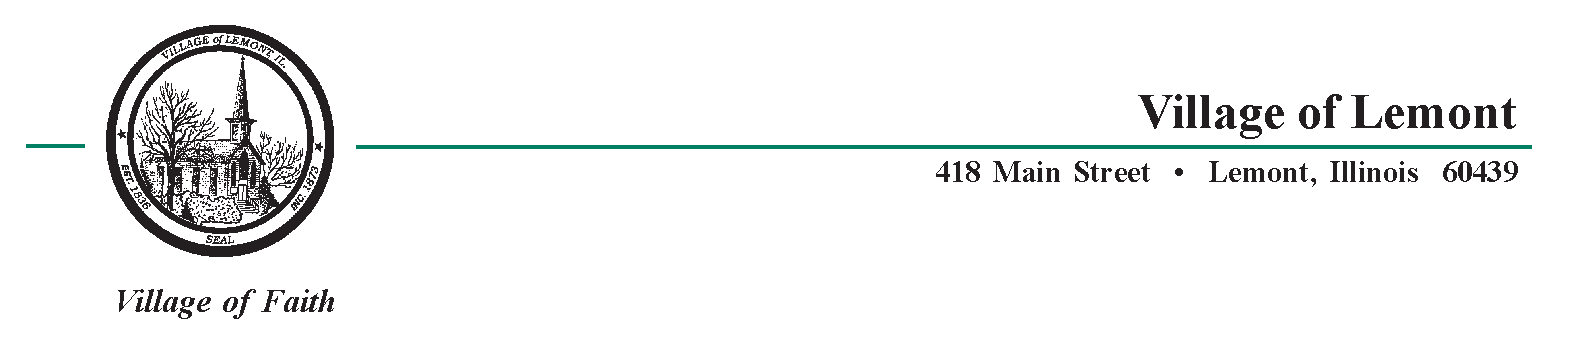 VILLAGE of LEMONT, IL.
EST. 1836
INC. 1873
SEAL
Village of Faith
Village of Lemont
418 Main Street • Lemont, Illinois 60439